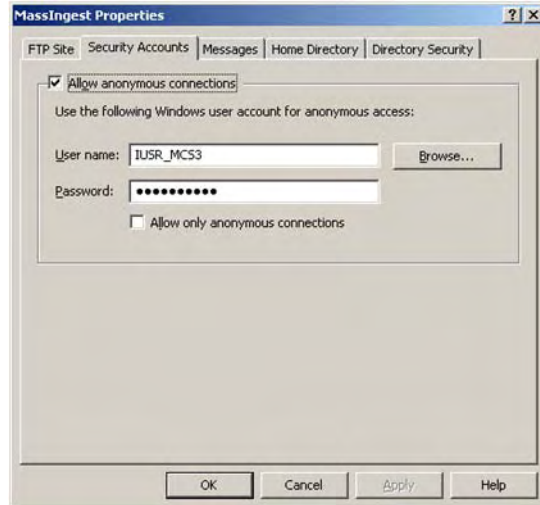 MassIngest Properties
FTP Site Security Accounts Messages Home Directory Directory Security
Allow anonymous connections
Use the following Windows user account for anonymous access:
User name: IUSR_MCS3 Browse...
Password: ●●●●●●●●●●
Allow only anonymous connections
OK Cancel Apply Help